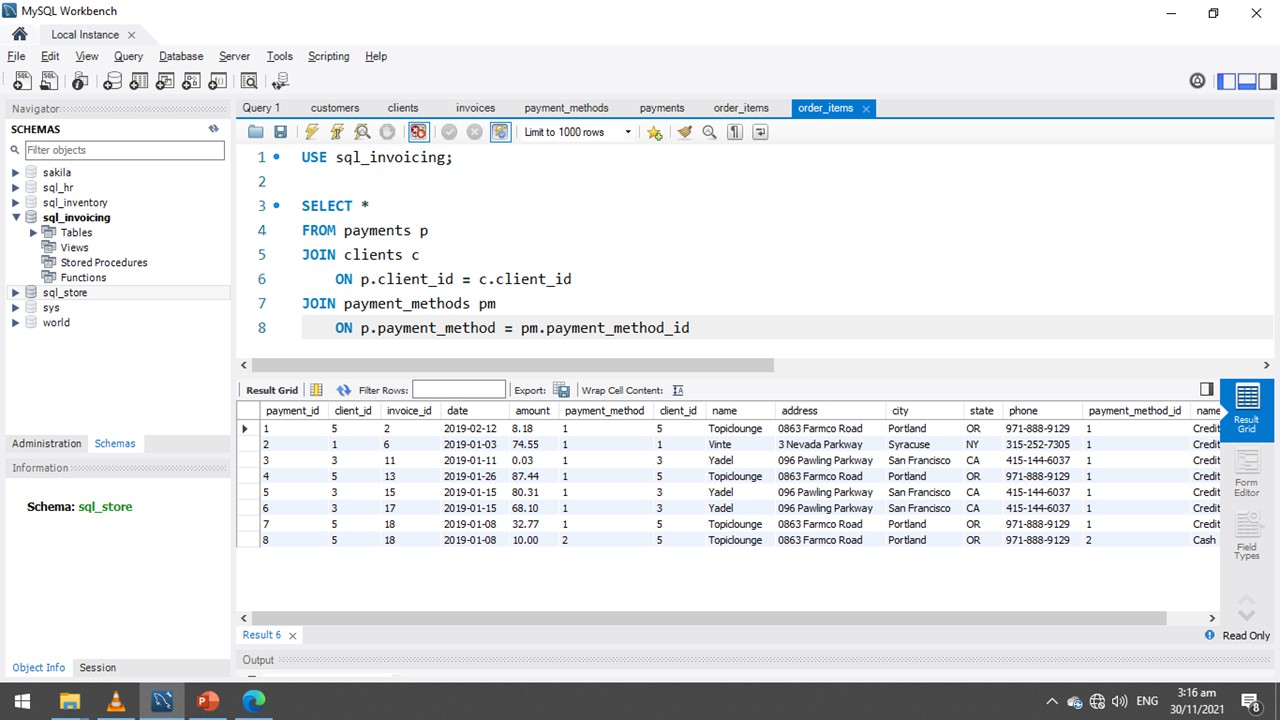 MySQL Workbench
Local Instance
File Edit View Query Database Server Tools Scripting Help
Navigator
SCHEMAS
Filter objects
sakila
sql_hr
sql_inventory
sql_invoicing
Tables
Views
Stored Procedures
Functions
sql_store
sys
world
Administration Schemas
Information
Schema: sql_store
Object Info Session
Query 1 customers clients invoices payment_methods payments order_items order_items
Limit to 1000 rows
1 USE sql_invoicing;
2
3 SELECT *
4 FROM payments p
5 JOIN clients c
6 ON p.client_id = c.client_id
7 JOIN payment_methods pm
8 ON p.payment_method = pm.payment_method_id
Result Grid Filter Rows: Export: Wrap Cell Content:
payment_id client_id invoice_id date amount payment_method client_id name address city state phone payment_method_id name
1 5 2 2019-02-12 8.18 1 5 Topiclounge 0863 Farmco Road Portland OR 971-888-9129 1 Credit
2 1 6 2019-01-03 74.55 1 1 Vinte 3 Nevada Parkway Syracuse NY 315-252-7305 1 Credit
3 3 11 2019-01-11 0.03 1 3 Yadel 096 Pawling Parkway San Francisco CA 415-144-6037 1 Credit
4 5 13 2019-01-26 87.44 1 5 Topiclounge 0863 Farmco Road Portland OR 971-888-9129 1 Credit
5 3 15 2019-01-15 80.31 1 3 Yadel 096 Pawling Parkway San Francisco CA 415-144-6037 1 Credit
6 3 17 2019-01-15 68.10 1 3 Yadel 096 Pawling Parkway San Francisco CA 415-144-6037 1 Credit
7 5 18 2019-01-08 32.77 1 5 Topiclounge 0863 Farmco Road Portland OR 971-888-9129 1 Credit
8 5 18 2019-01-08 10.00 2 5 Topiclounge 0863 Farmco Road Portland OR 971-888-9129 2 Cash
Result
Grid
Form
Editor
Field
Types
Result 6
Read Only
Output
ENG
3:16 am
30/11/2021
8